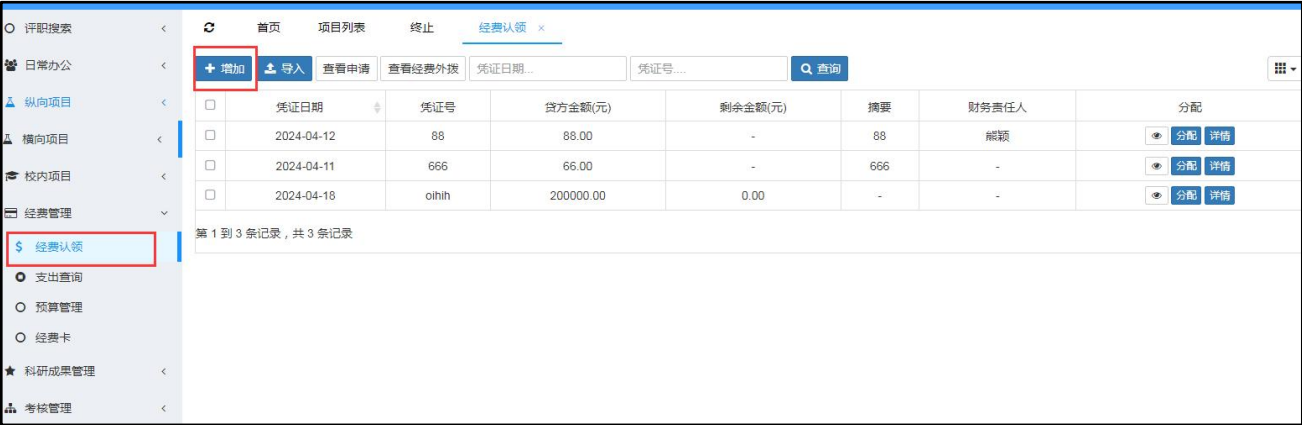 评职搜索
日常办公
纵向项目
横向项目
校内项目
经费管理
经费认领
支出查询
预算管理
经费卡
科研成果管理
考核管理
首页 项目列表 终止 经费认领 ×
增加 导入 查看申请 查看经费外拨 凭证日期... 凭证号.... 查询
凭证日期 凭证号 贷方金额(元) 剩余金额(元) 摘要 财务责任人 分配
2024-04-12 88 88.00 - 88 熊颖 分配 详情
2024-04-11 666 66.00 - 666 - 分配 详情
2024-04-18 oihih 200000.00 0.00 - - 分配 详情
第 1 到 3 条记录，共 3 条记录